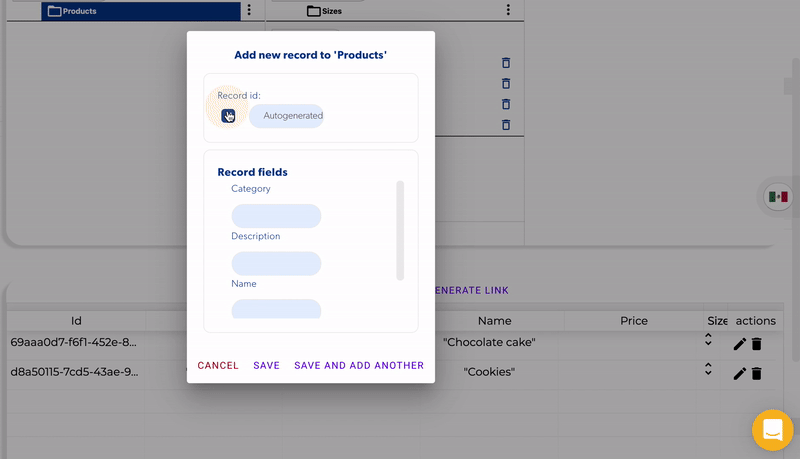 Products
Sizes
Add new record to 'Products'
Record id:
Autogenerated
Record fields
Category
Description
Name
CANCEL
SAVE
SAVE AND ADD ANOTHER
ENERATE LINK
Id
Name
Price
Size
actions
69aaa0d7-f6f1-452e-8...
"Chocolate cake"
d8a50115-7cd5-43ae-9...
"Cookies"